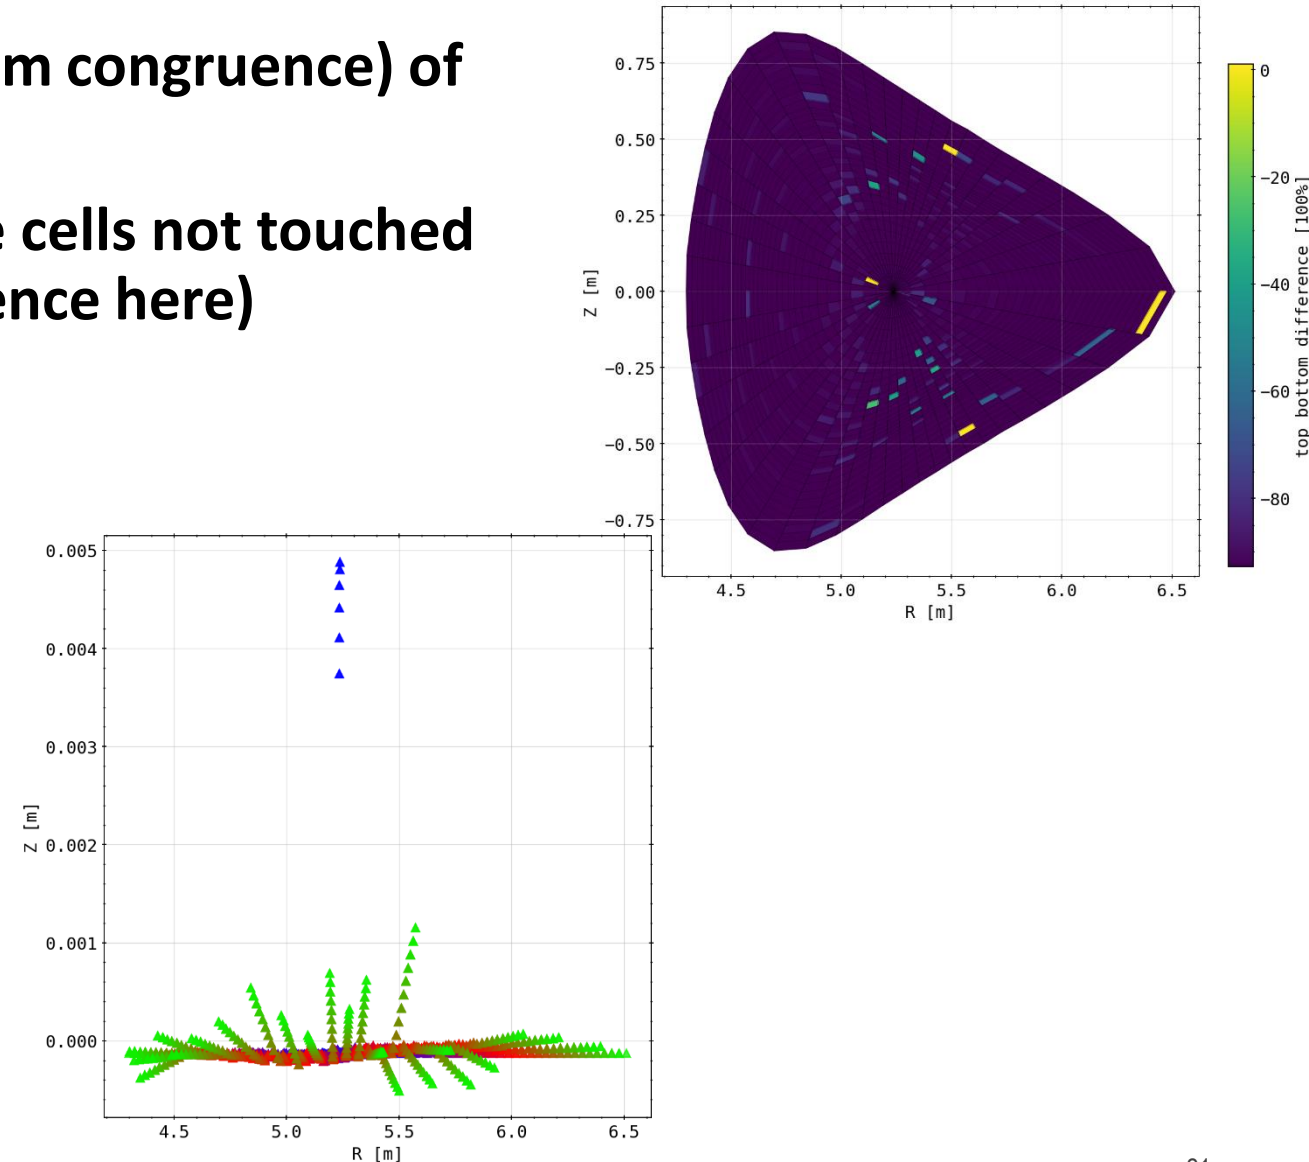 m congruence) of
cells not touched
ence here)
0.75
0.50
0.25
0.00
−0.25
−0.50
−0.75
Z [m]
4.5 5.0 5.5 6.0 6.5
R [m]
0
−20
−40
−60
−80
top bottom difference [100%]
0.005
0.004
0.003
0.002
0.001
0.000
Z [m]
4.5 5.0 5.5 6.0 6.5
R [m]